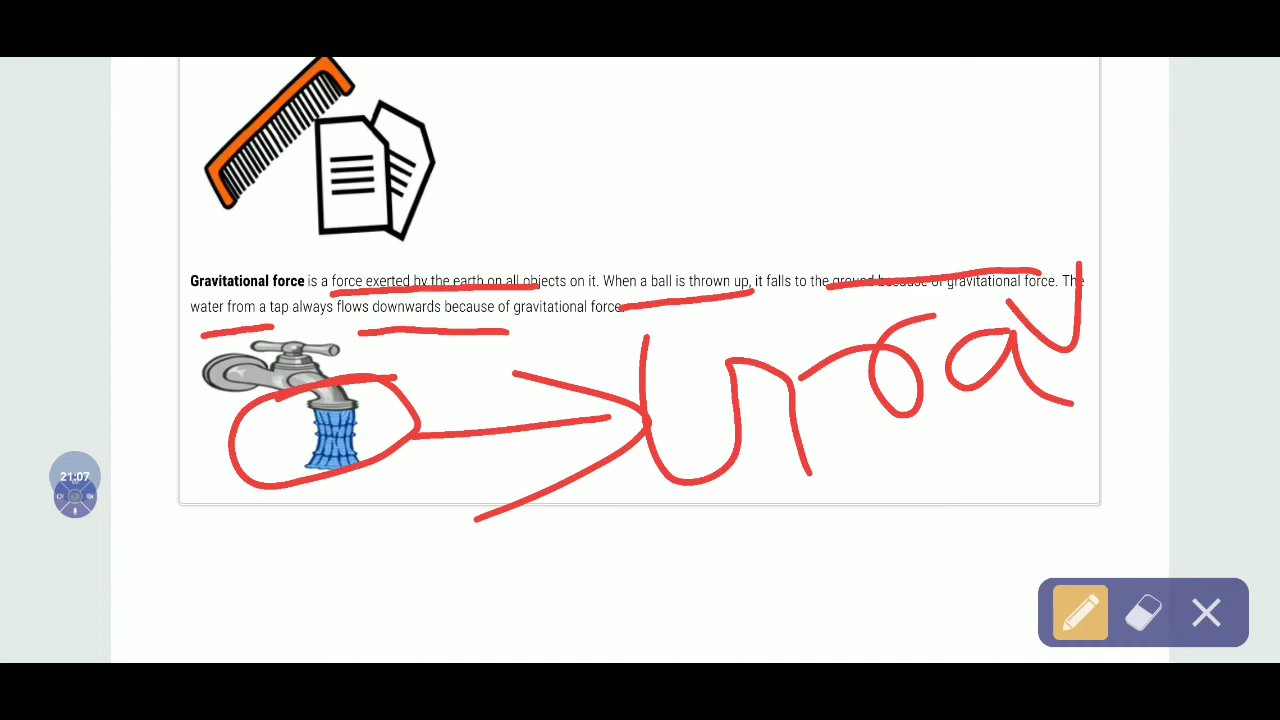 Gravitational force is a force exerted by the earth on all objects on it. When a ball is thrown up, it falls to the ground because of gravitational force. The
water from a tap always flows downwards because of gravitational force.
Grav
21:07